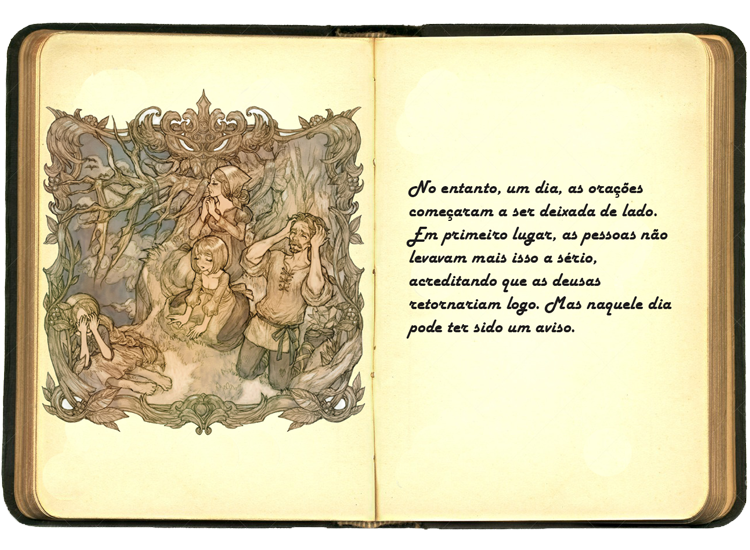 No entanto, um dia, as orações
começaram a ser deixada de lado.
Em primeiro lugar, as pessoas não
levavam mais isso a sério,
acreditando que as deusas
retornariam logo. Mas naquele dia
pode ter sido um aviso.